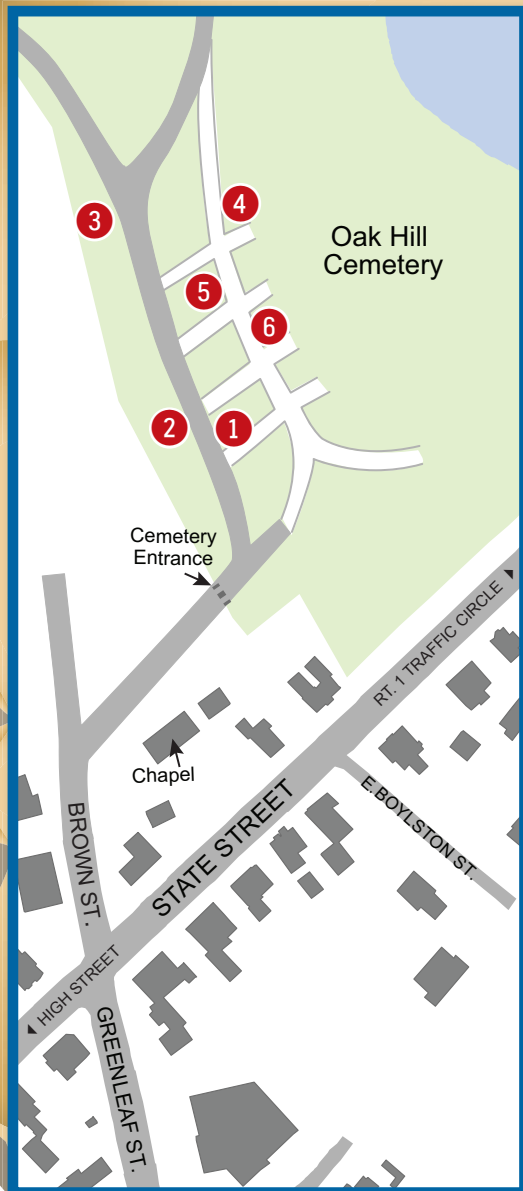 4
3
Oak Hill
Cemetery
5
6
2
1
Cemetery
Entrance
RT. 1 TRAFFIC CIRCLE
Chapel
E.BOYLSTON ST.
STATE STREET
BROWN ST.
HIGH STREET
GREENLEAF ST.